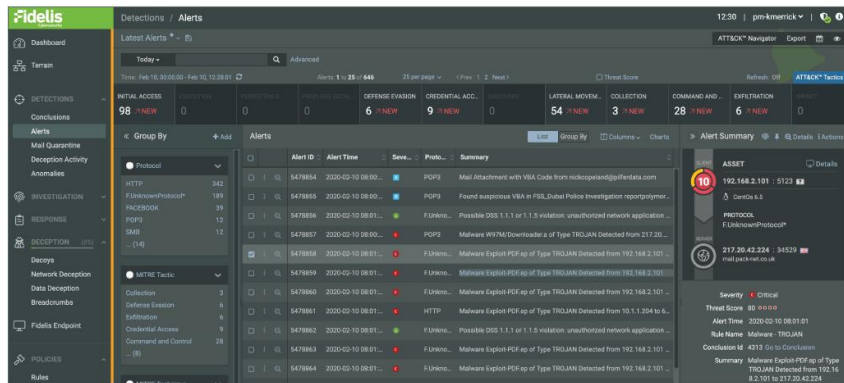 Fidelis
Cybersecurity
Detections / Alerts
12:30 | pm-kmerrick
Dashboard
Terrain
DETECTIONS
Conclusions
Alerts
Mail Quarantine
Deception Activity
Anomalies
INVESTIGATION
RESPONSE
DECEPTION
Decoys
Network Deception
Data Deception
Breadcrumbs
Fidelis Endpoint
POLICIES
Rules
Latest Alerts *
ATT&CK™ Navigator Export
Today Advanced
Time: Feb 10, 00:00:00 - Feb 10, 12:28:01 Alerts: 1 to 25 of 646 25 per page <Prev 1 2 Next> Threat Score Refresh: Off ATT&CK™ Tactics
INITIAL ACCESS
98 NEW
EXECUTION
0
0
0
DEFENSE EVASION
6 NEW
CREDENTIAL ACC...
9 NEW
0
LATERAL MOVEM...
54 NEW
COLLECTION
3 NEW
COMMAND AND ...
28 NEW
EXFILTRATION
6 NEW
0
« Group By + Add
Protocol
HTTP 342
F.UnknownProtocol* 189
FACEBOOK 39
POP3 12
SMB 12
... (14)
MITRE Tactic
Collection 3
Defense Evasion 6
Exfiltration 6
Credential Access 9
Command and Control 28
... (8)
Alerts List Group By Columns Charts
Alert ID Alert Time Seve... Proto... Summary
5478854 2020-02-10 08:00:... POP3 Mail Attachment with VBA Code from nickcopeland@pilferdata.com
5478855 2020-02-10 08:00:... POP3 Found suspicious VBA in FSS_Dubai Police Investigation reportpolymor...
5478856 2020-02-10 08:01:... F.Unkno... Possible DSS 1.1.1 or 1.1.5 violation: unauthorized network application ...
5478857 2020-02-10 08:00:... POP3 Malware W97M/Downloader.a of Type TROJAN Detected from 217.20....
5478858 2020-02-10 08:01:... F.Unkno... Malware Exploit-PDF.ep of Type TROJAN Detected from 192.168.2.101 ...
5478859 2020-02-10 08:01:... F.Unkno... Malware Exploit-PDF.ep of Type TROJAN Detected from 192.168.2.101
5478860 2020-02-10 08:01:... F.Unkno... Malware Exploit-PDF.ep of Type TROJAN Detected from 192.168.2.101 ...
5478861 2020-02-10 08:01:... HTTP Malware Exploit-PDF.ep of Type TROJAN Detected from 10.1.1.204 to 6...
5478862 2020-02-10 08:01:... F.Unkno... Possible DSS 1.1.1 or 1.1.5 violation: unauthorized network application ...
5478863 2020-02-10 08:01:... F.Unkno... Malware Exploit-PDF.ep of Type TROJAN Detected from 192.168.2.101 ...
5478864 2020-02-10 08:01:... F.Unkno... Malware Exploit-PDF.ep of Type TROJAN Detected from 192.168.2.101 ...
» Alert Summary Details Actions
CLIENT
10
ASSET Details
192.168.2.101 : 5123
CentOs 6.5
PROTOCOL
F.UnknownProtocol*
SERVER
217.20.42.224 : 34529
mail.pack-net.co.uk
Severity Critical
Threat Score 80
Alert Time 2020-02-10 08:01:01
Rule Name Malware - TROJAN
Conclusion Id 4313 Go to Conclusion
Summary Malware Exploit-PDF.ep of Type
TROJAN Detected from 192.16
8.2.101 to 217.20.42.224